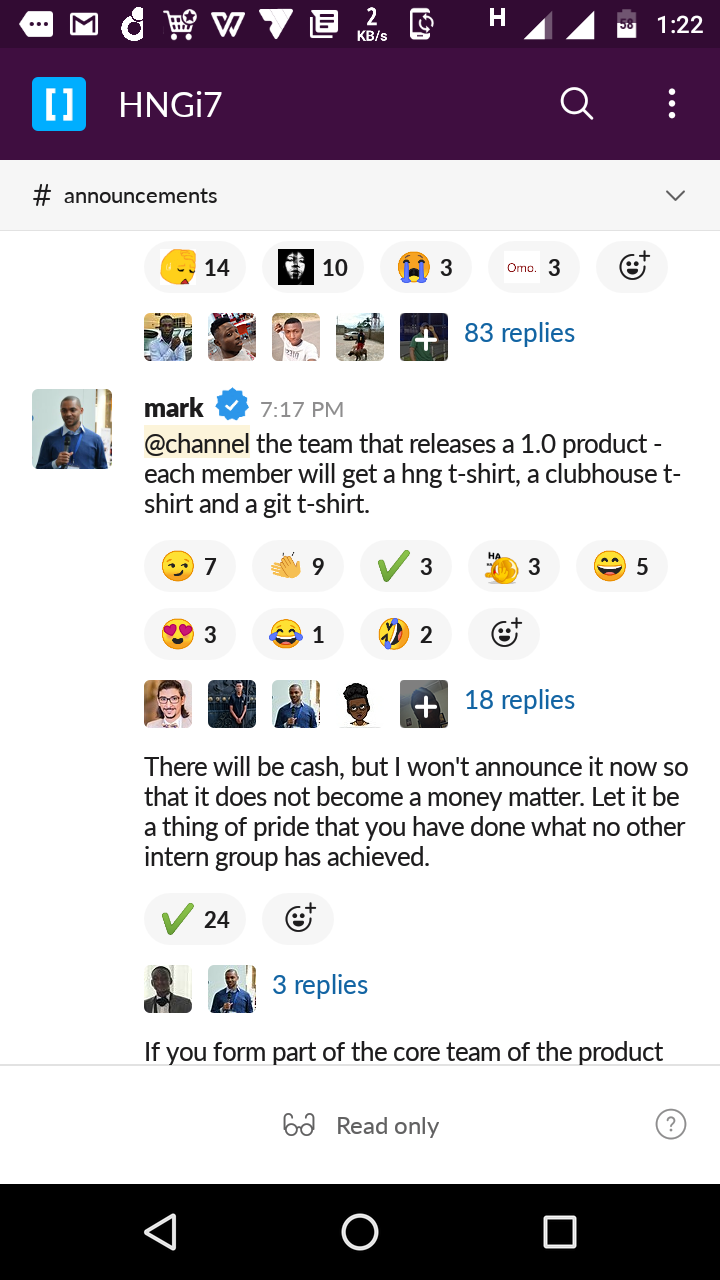 2
KB/s
H
58
1:22
[ ]
HNGi7
# announcements
14
10
3
Omo.
3
83 replies
mark 7:17 PM
@channel the team that releases a 1.0 product -
each member will get a hng t-shirt, a clubhouse t-
shirt and a git t-shirt.
7
9
3
HA
3
5
3
1
2
18 replies
There will be cash, but I won't announce it now so
that it does not become a money matter. Let it be
a thing of pride that you have done what no other
intern group has achieved.
24
3 replies
If you form part of the core team of the product
Read only
?